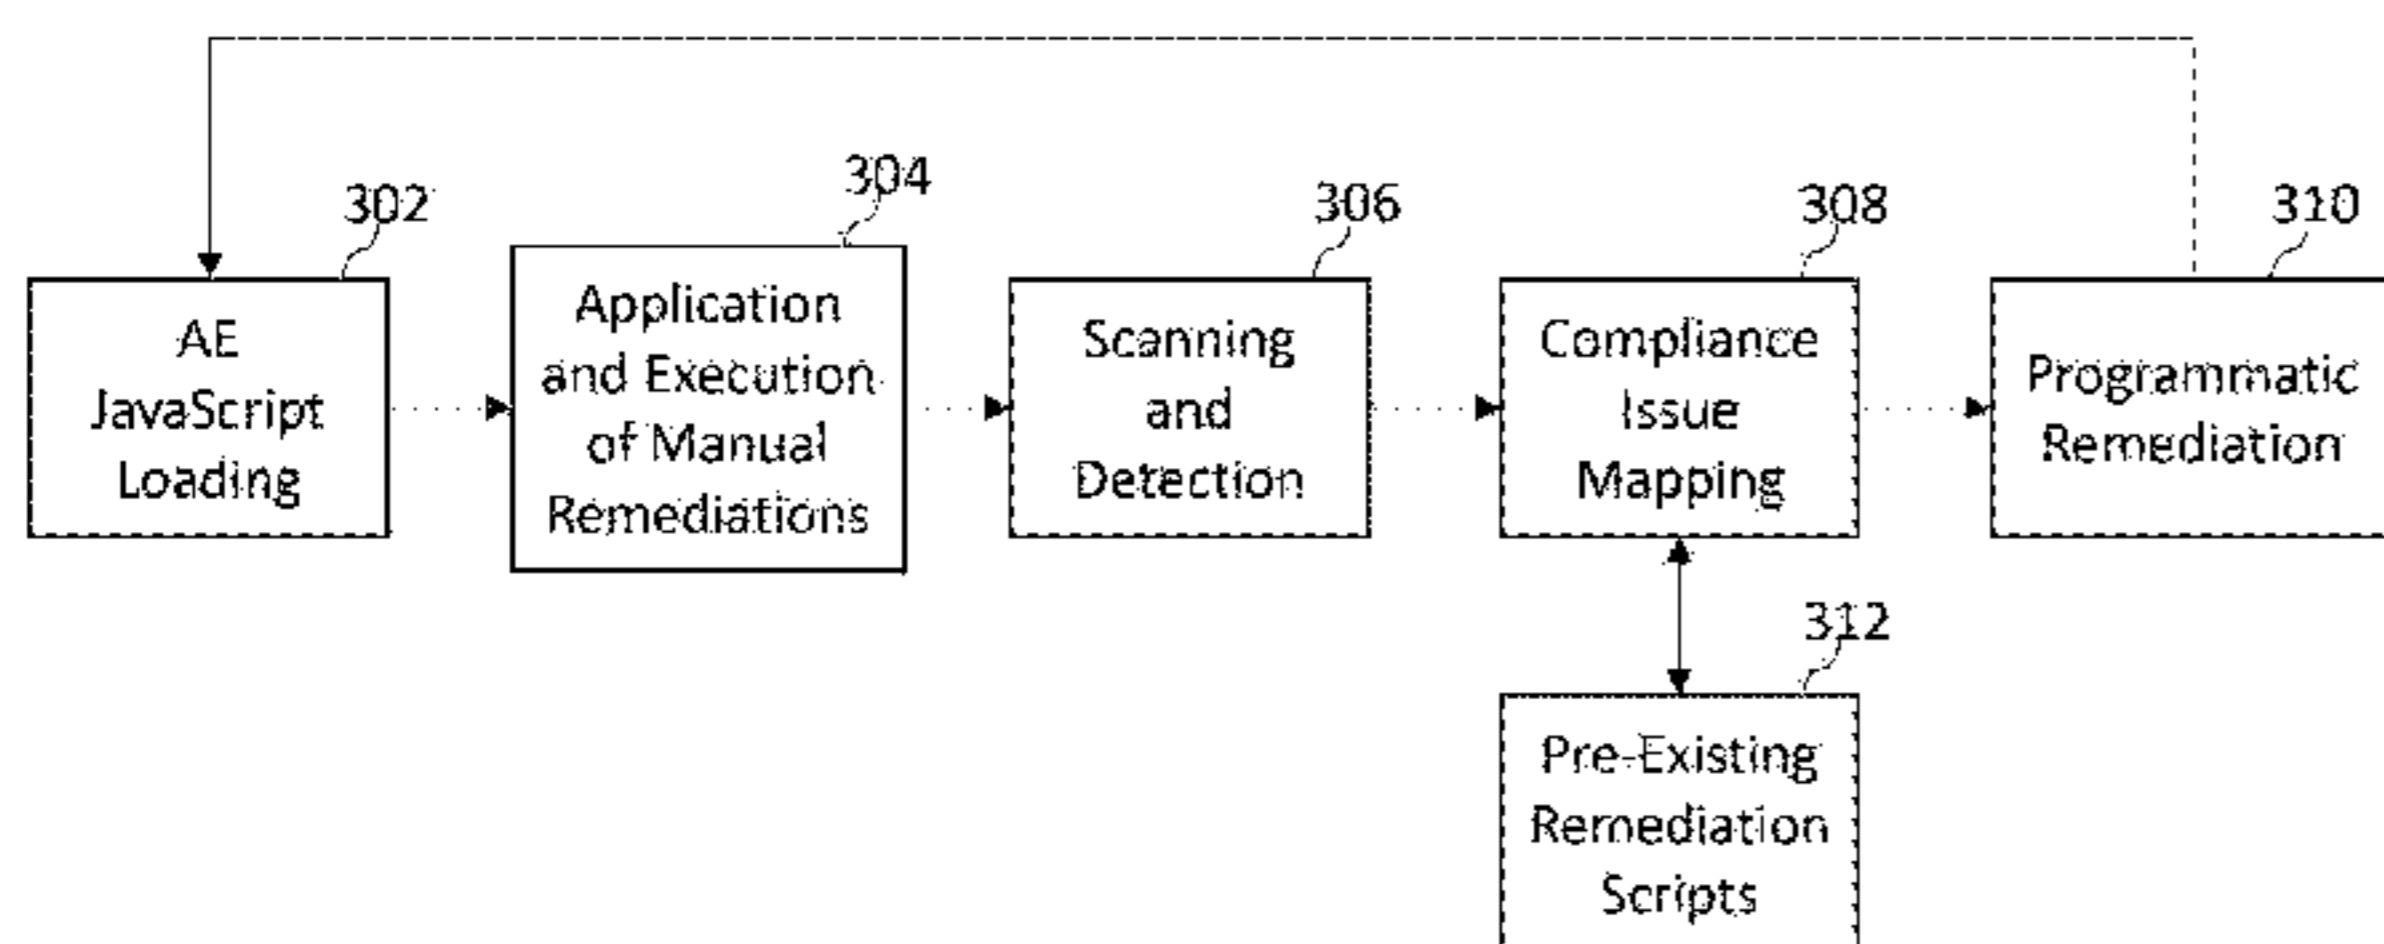 302
AE
JavaScript
Loading
304
Application
and Execution
of Manual
Remediations
306
Scanning
and
Detection
308
Compliance
Issue
Mapping
310
Programmatic
Remediation
312
Pre-Existing
Remediation
Scripts